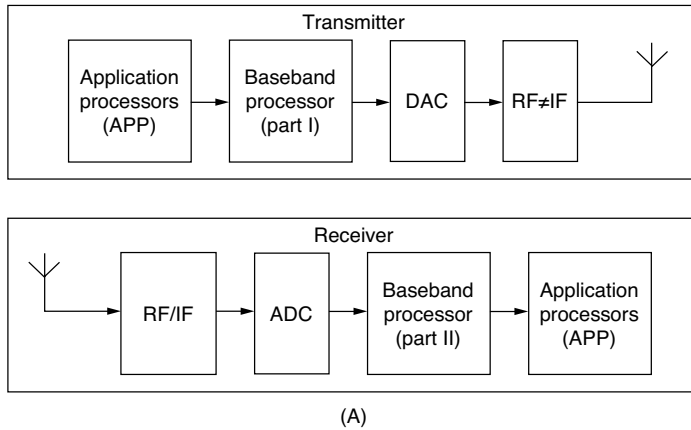 Transmitter
Application
processors
(APP)
Baseband
processor
(part I)
DAC
RF≠IF
Receiver
RF/IF
ADC
Baseband
processor
(part II)
Application
processors
(APP)
(A)